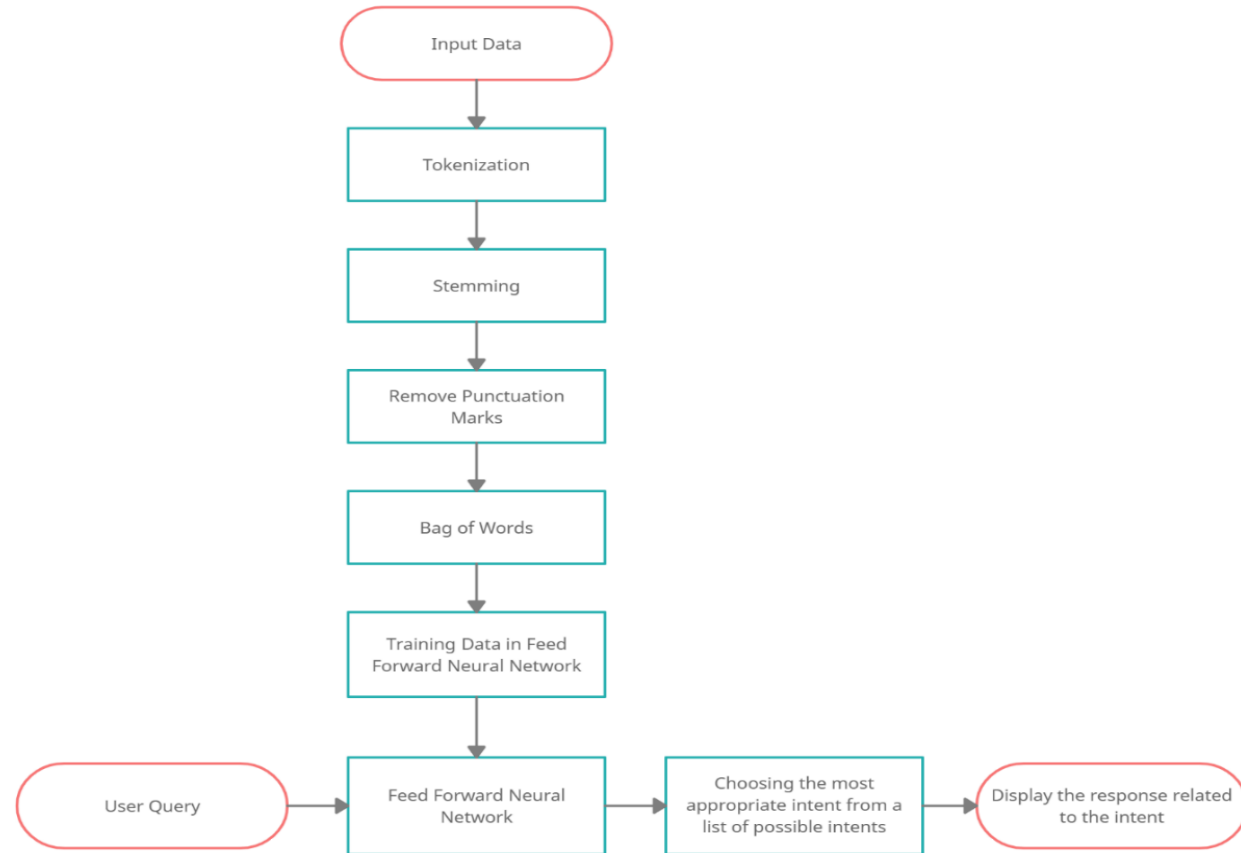 Input Data
Tokenization
Stemming
Remove Punctuation
Marks
Bag of Words
Training Data in Feed
Forward Neural Network
User Query
Feed Forward Neural
Network
Choosing the most
appropriate intent from a
list of possible intents
Display the response related
to the intent